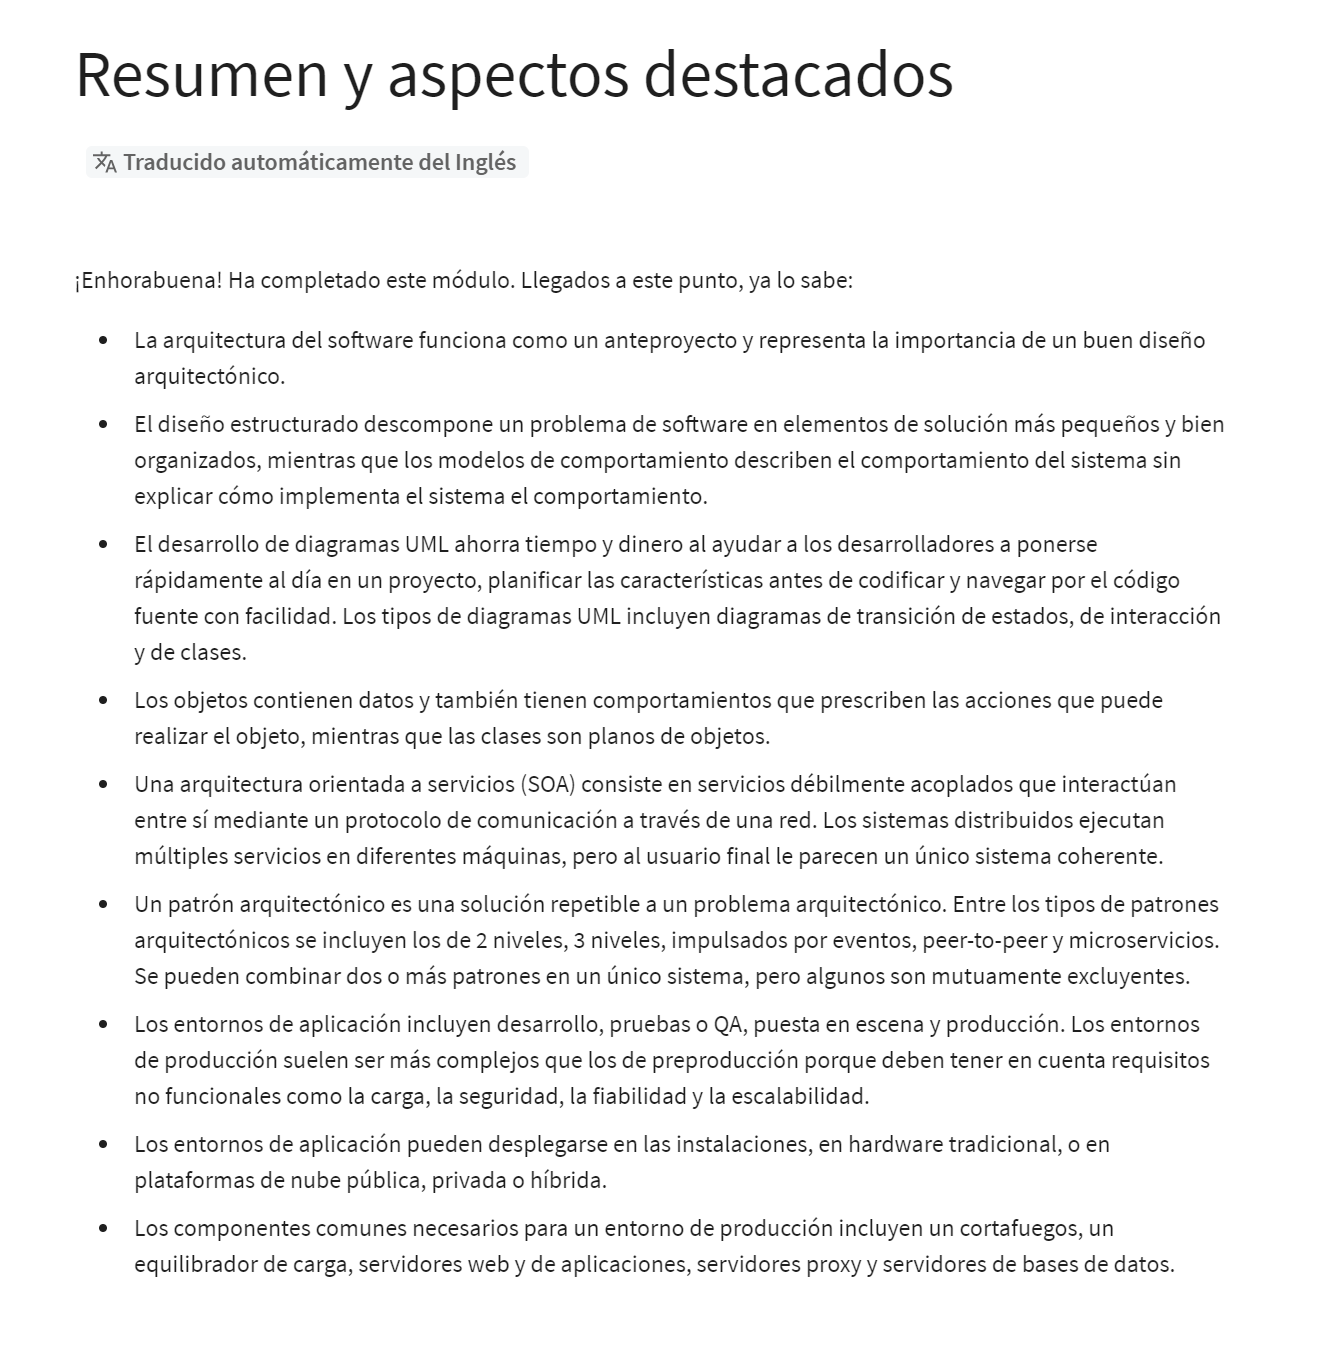 Resumen y aspectos destacados
Traducido automáticamente del Inglés
¡Enhorabuena! Ha completado este módulo. Llegados a este punto, ya lo sabe:
• La arquitectura del software funciona como un anteproyecto y representa la importancia de un buen diseño
arquitectónico.
• El diseño estructurado descompone un problema de software en elementos de solución más pequeños y bien
organizados, mientras que los modelos de comportamiento describen el comportamiento del sistema sin
explicar cómo implementa el sistema el comportamiento.
• El desarrollo de diagramas UML ahorra tiempo y dinero al ayudar a los desarrolladores a ponerse
rápidamente al día en un proyecto, planificar las características antes de codificar y navegar por el código
fuente con facilidad. Los tipos de diagramas UML incluyen diagramas de transición de estados, de interacción
y de clases.
• Los objetos contienen datos y también tienen comportamientos que prescriben las acciones que puede
realizar el objeto, mientras que las clases son planos de objetos.
• Una arquitectura orientada a servicios (SOA) consiste en servicios débilmente acoplados que interactúan
entre sí mediante un protocolo de comunicación a través de una red. Los sistemas distribuidos ejecutan
múltiples servicios en diferentes máquinas, pero al usuario final le parecen un único sistema coherente.
• Un patrón arquitectónico es una solución repetible a un problema arquitectónico. Entre los tipos de patrones
arquitectónicos se incluyen los de 2 niveles, 3 niveles, impulsados por eventos, peer-to-peer y microservicios.
Se pueden combinar dos o más patrones en un único sistema, pero algunos son mutuamente excluyentes.
• Los entornos de aplicación incluyen desarrollo, pruebas o QA, puesta en escena y producción. Los entornos
de producción suelen ser más complejos que los de preproducción porque deben tener en cuenta requisitos
no funcionales como la carga, la seguridad, la fiabilidad y la escalabilidad.
• Los entornos de aplicación pueden desplegarse en las instalaciones, en hardware tradicional, o en
plataformas de nube pública, privada o híbrida.
• Los componentes comunes necesarios para un entorno de producción incluyen un cortafuegos, un
equilibrador de carga, servidores web y de aplicaciones, servidores proxy y servidores de bases de datos.